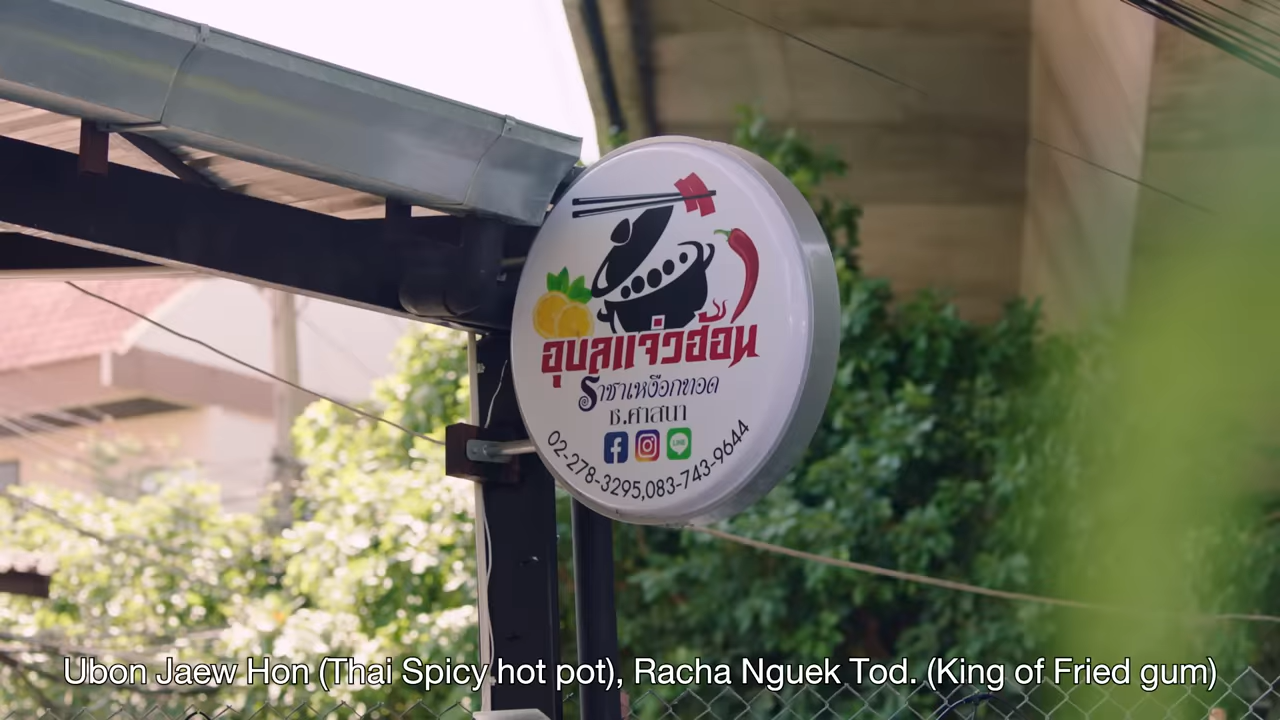 อุบลแจ่วฮ้อน
ราชาเหงือกทอด
ช.ศาสนา
LINE
02-278-3295,083-743-9644
Ubon Jaew Hon (Thai Spicy hot pot), Racha Nguek Tod. (King of Fried gum)